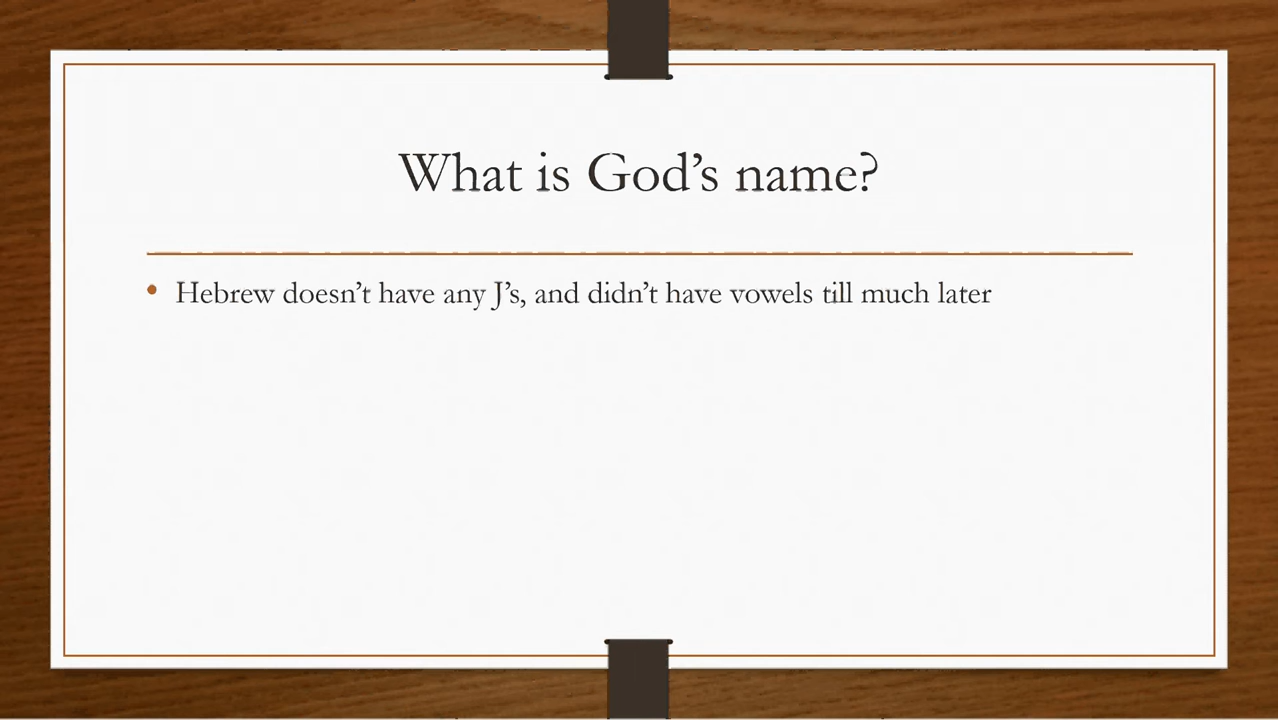 What is God’s name?
• Hebrew doesn’t have any J’s, and didn’t have vowels till much later